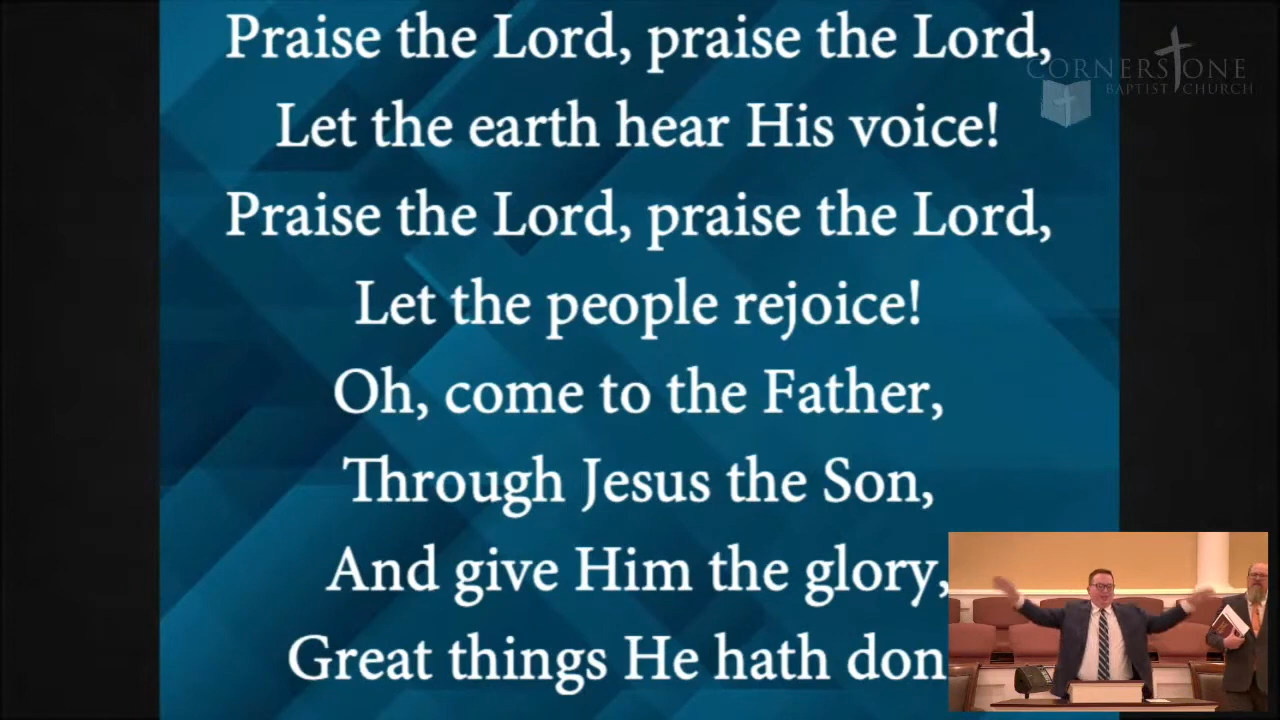 Praise the Lord, praise the Lord,
CORNERSTONE
BAPTIST CHURCH
Let the earth hear His voice!
Praise the Lord, praise the Lord,
Let the people rejoice!
Oh, come to the Father,
Through Jesus the Son,
And give Him the glory,
Great things He hath don